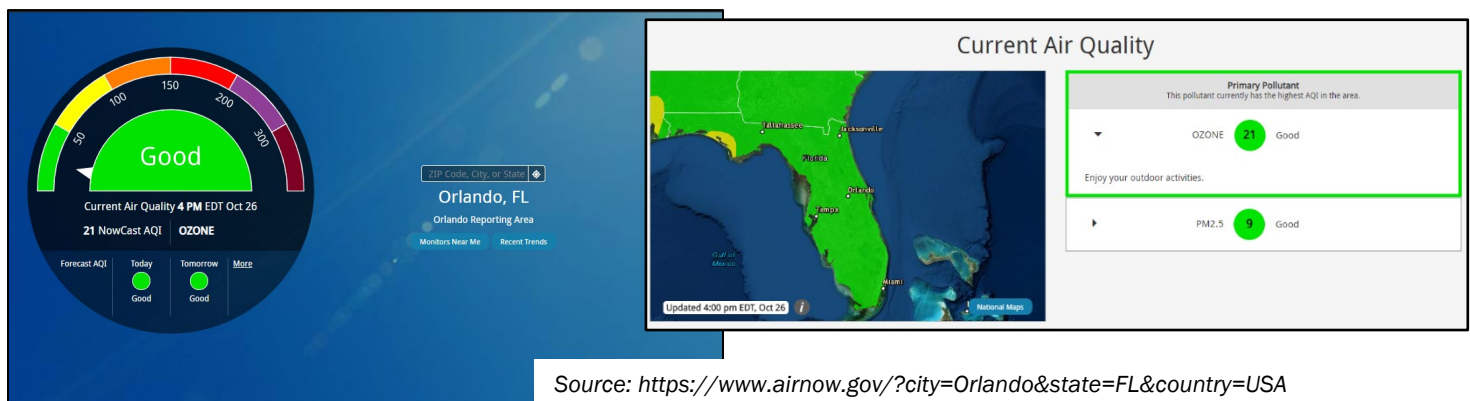 50
100
150
200
300
Good
Current Air Quality 4 PM EDT Oct 26
21 NowCast AQI OZONE
Forecast AQI Today Tomorrow More
Good Good
ZIP Code, City, or State
Orlando, FL
Orlando Reporting Area
Monitors Near Me Recent Trends
Current Air Quality
Tallahassee
Jacksonville
Florida
Orlando
Tampa
Gulf of
Mexico
Miami
Updated 4:00 pm EDT, Oct 26 i
National Maps
Primary Pollutant
This pollutant currently has the highest AQI in the area.
OZONE 21 Good
Enjoy your outdoor activities.
PM2.5 9 Good
Source: https://www.airnow.gov/?city=Orlando&state=FL&country=USA